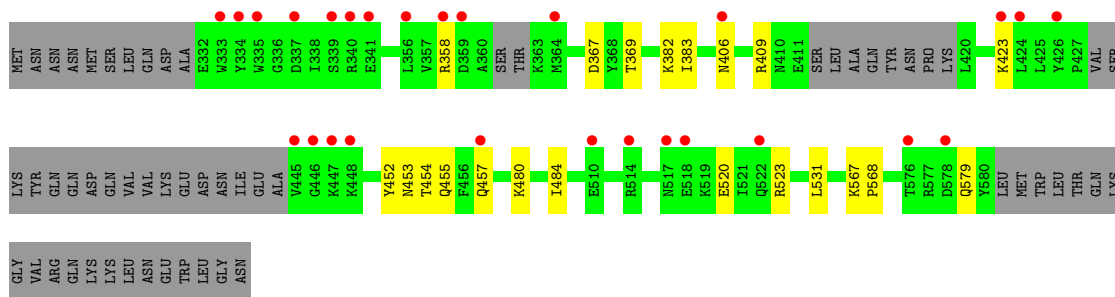 MET ASN ASN ASN MET SER LEU GLN ASP ALA E332 W333 Y334 W335 G336 D337 I338 S339 R340 E341 L356 V357 R358 D359 A360 SER THR K363 M364 D367 Y368 T369 K382 I383 N406 R409 N410 E411 SER LEU ALA GLN TYR ASN PRO LYS L420 K423 L424 L425 Y426 P427 VAL SER
LYS TYR GLN GLN ASP GLN VAL VAL LYS GLU ASP ASN ILE GLU ALA V445 G446 K447 K448 Y452 N453 T454 Q455 F456 Q457 K480 I484 E510 R514 N517 E518 K519 E520 I521 Q522 R523 L531 K567 P568 T576 R577 D578 Q579 Y580 LEU MET TRP LEU THR GLN LYS
GLY VAL ARG GLN LYS LYS LEU ASN GLU TRP LEU GLY ASN